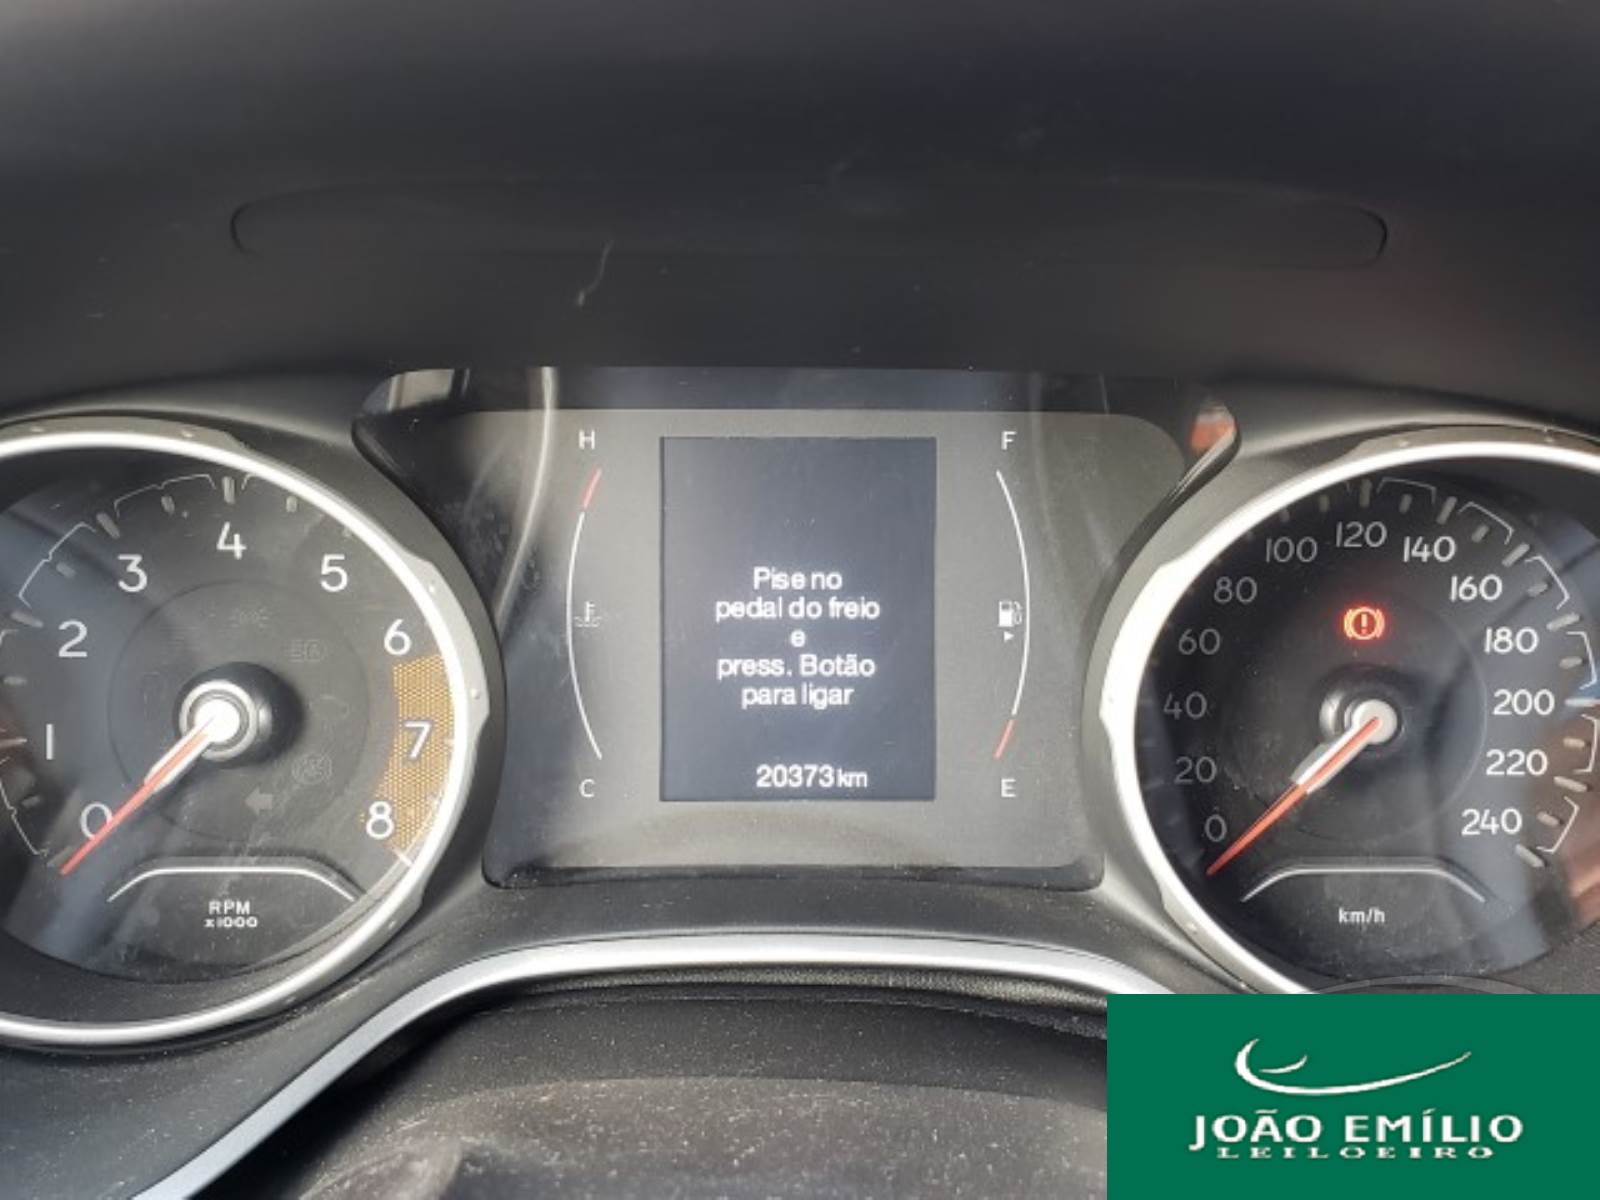 H
F
4
3
5
2
6
1
7
0
8
RPM
x1000
Pise no
pedal do freio
e
press. Botão
para ligar
20373 km
C
E
120
100
140
80
160
60
180
40
200
20
220
0
240
km/h
JOÃO EMÍLIO
LEILOEIRO